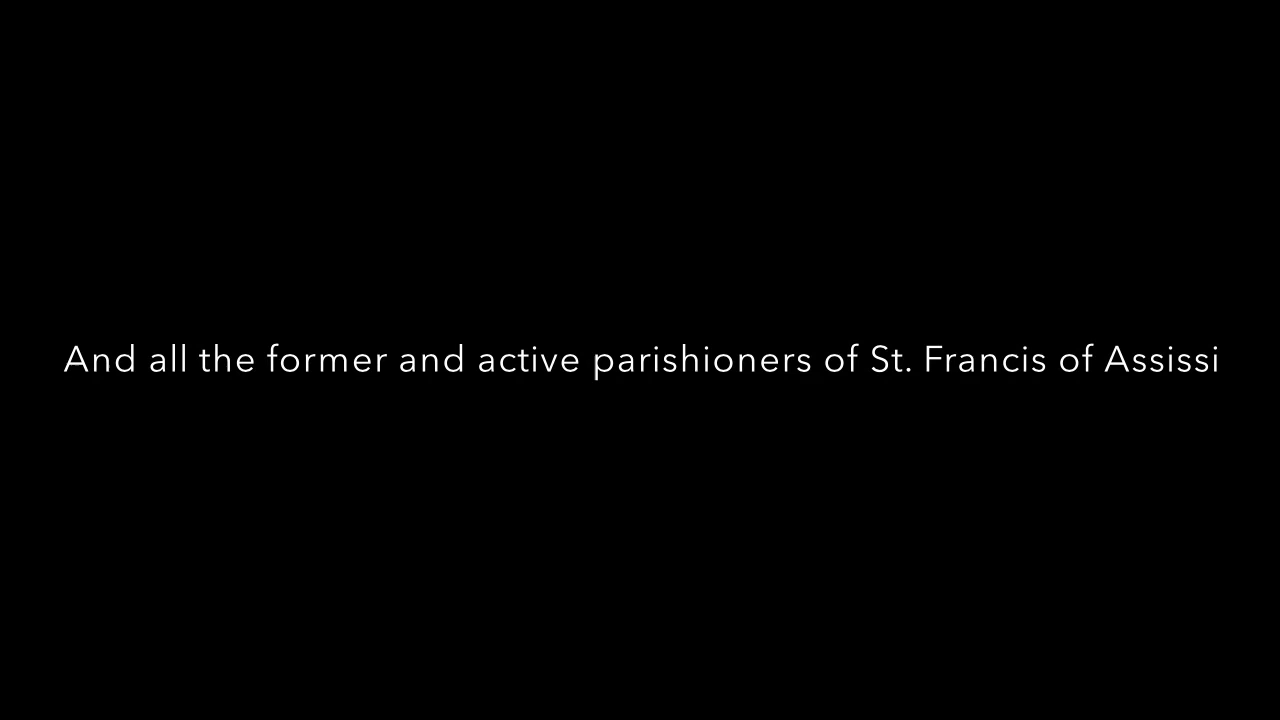 And all the former and active parishioners of St. Francis of Assissi